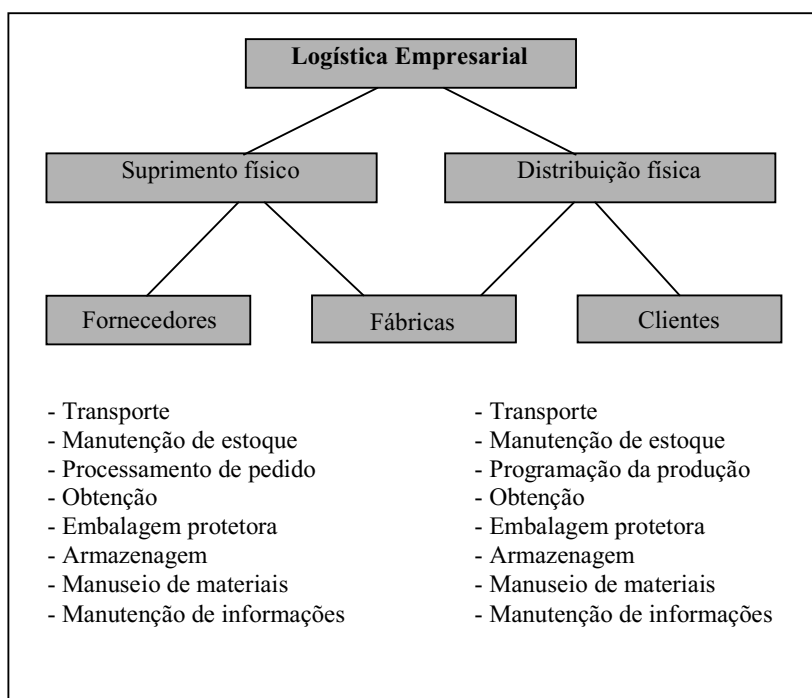 Logística Empresarial
Suprimento físico
Distribuição física
Fornecedores
Fábricas
Clientes
- Transporte
- Manutenção de estoque
- Processamento de pedido
- Obtenção
- Embalagem protetora
- Armazenagem
- Manuseio de materiais
- Manutenção de informações
- Transporte
- Manutenção de estoque
- Programação da produção
- Obtenção
- Embalagem protetora
- Armazenagem
- Manuseio de materiais
- Manutenção de informações